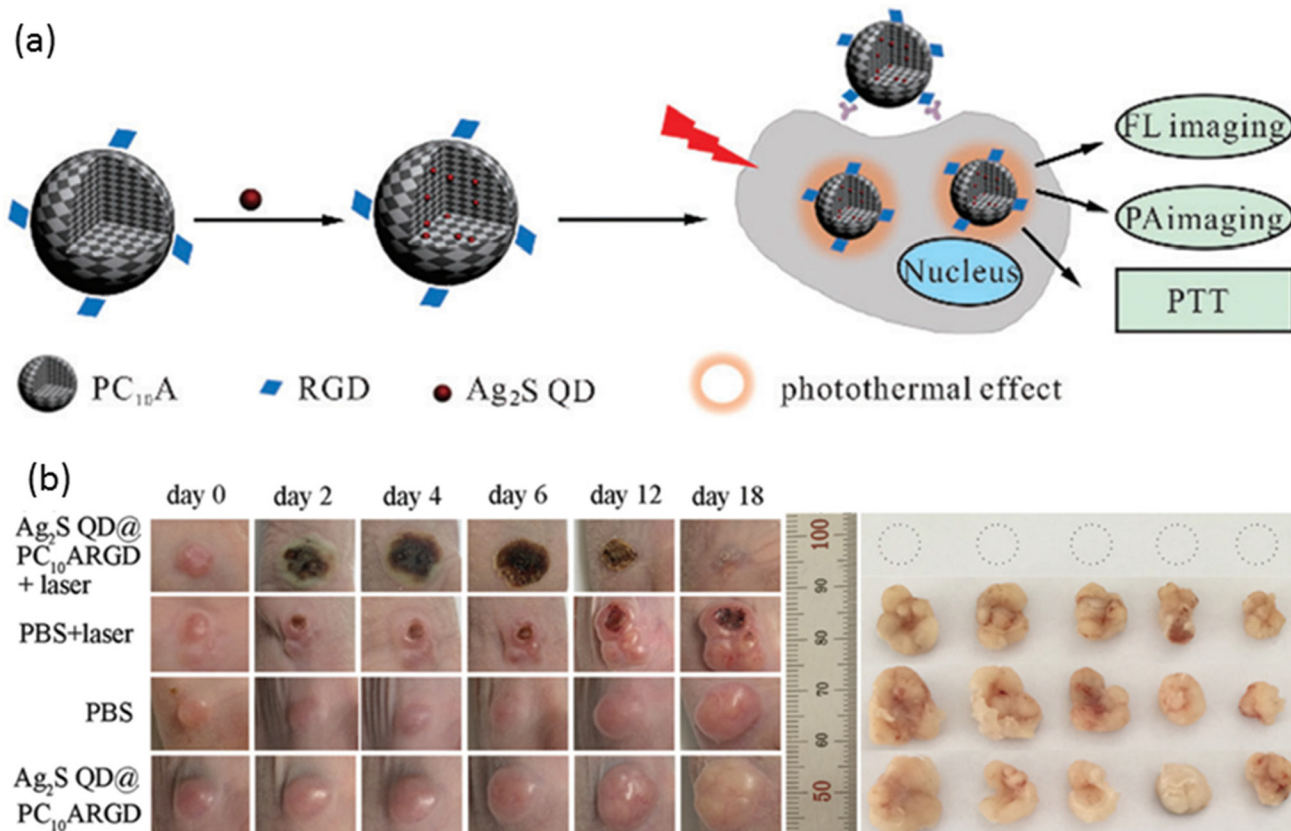 (a)
FL imaging
PA imaging
PTT
Nucleus
PC₁₀A
RGD
Ag₂S QD
photothermal effect
(b)
day 0
day 2
day 4
day 6
day 12
day 18
Ag₂S QD@
PC₁₀ARGD
+ laser
PBS+laser
PBS
Ag₂S QD@
PC₁₀ARGD
100
90
80
70
60
50